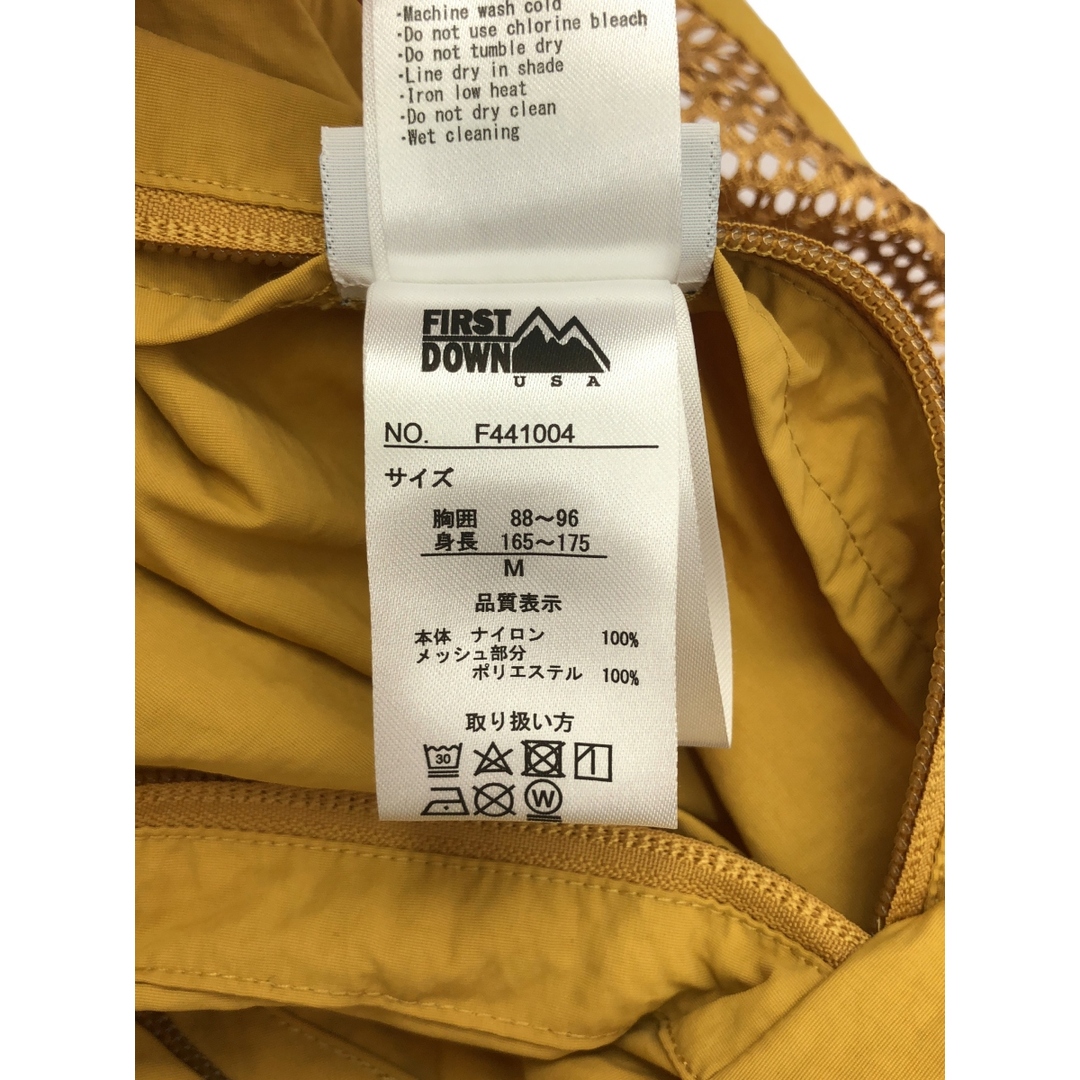 ·Machine wash cold
·Do not use chlorine bleach
·Do not tumble dry
·Line dry in shade
·Iron low heat
·Do not dry clean
·Wet cleaning
FIRST
DOWN
USA
NO. F441004
サイズ
胸囲 88～96
身長 165～175
M
品質表示
本体 ナイロン 100%
メッシュ部分
ポリエステル 100%
取り扱い方
30
W